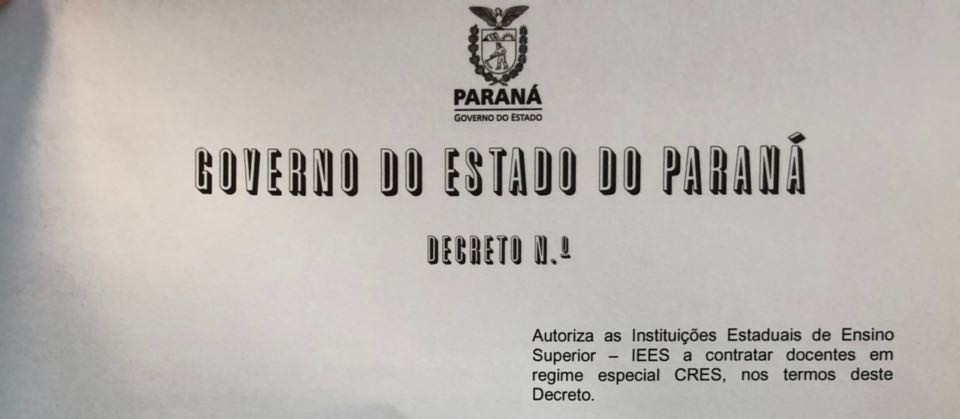 PARANÁ
GOVERNO DO ESTADO
GOVERNO DO ESTADO DO PARANÁ
DECRETO N.º
Autoriza as Instituições Estaduais de Ensino
Superior – IEES a contratar docentes em
regime especial CRES, nos termos deste
Decreto.